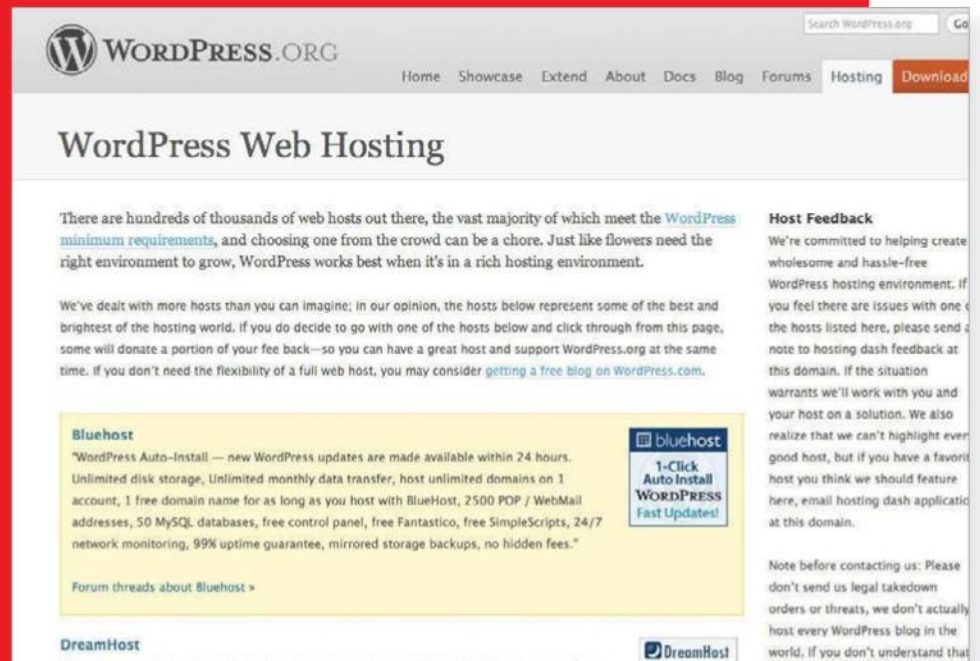 Search WordPress.org Go
WORDPRESS.ORG
Home Showcase Extend About Docs Blog Forums Hosting Download
WordPress Web Hosting
There are hundreds of thousands of web hosts out there, the vast majority of which meet the WordPress
minimum requirements, and choosing one from the crowd can be a chore. Just like flowers need the
right environment to grow, WordPress works best when it's in a rich hosting environment.
We've dealt with more hosts than you can imagine; in our opinion, the hosts below represent some of the best and
brightest of the hosting world. If you do decide to go with one of the hosts below and click through from this page,
some will donate a portion of your fee back—so you can have a great host and support WordPress.org at the same
time. If you don't need the flexibility of a full web host, you may consider getting a free blog on WordPress.com.
Bluehost
"WordPress Auto-Install — new WordPress updates are made available within 24 hours.
Unlimited disk storage, Unlimited monthly data transfer, host unlimited domains on 1
account, 1 free domain name for as long as you host with BlueHost, 2500 POP / WebMail
addresses, 50 MySQL databases, free control panel, free Fantastico, free SimpleScripts, 24/7
network monitoring, 99% uptime guarantee, mirrored storage backups, no hidden fees."
Forum threads about Bluehost »
bluehost
1-Click
Auto Install
WORDPRESS
Fast Updates!
DreamHost
DreamHost
Host Feedback
We're committed to helping create
wholesome and hassle-free
WordPress hosting environment. If
you feel there are issues with one
the hosts listed here, please send a
note to hosting dash feedback at
this domain. If the situation
warrants we'll work with you and
your host on a solution. We also
realize that we can't highlight ever
good host, but if you have a favorit
host you think we should feature
here, email hosting dash applicatio
at this domain.
Note before contacting us: Please
don't send us legal takedown
orders or threats, we don't actually
host every WordPress blog in the
world. If you don't understand that